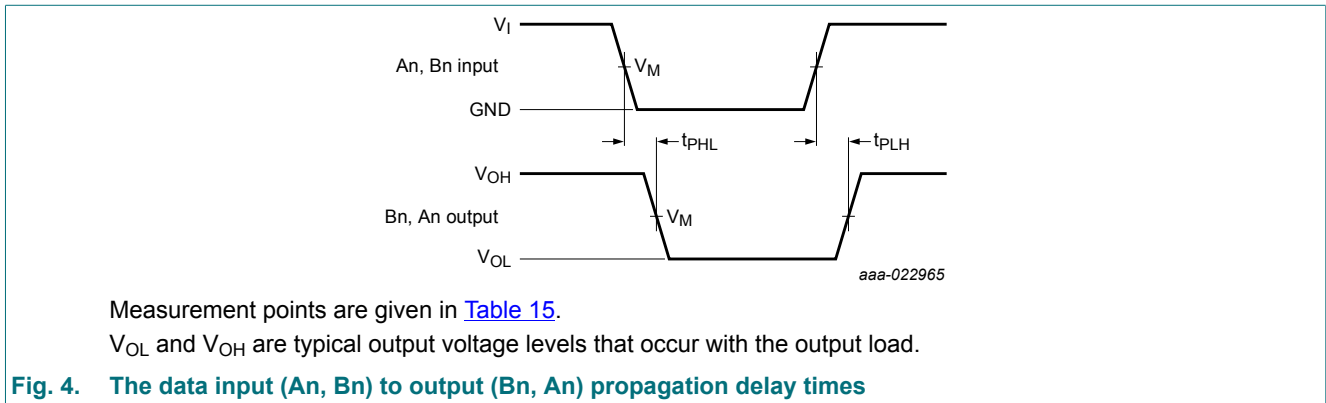 VI
An, Bn input
VM
GND
tPHL
tPLH
VOH
Bn, An output
VM
VOL
aaa-022965
Measurement points are given in Table 15.
VOL and VOH are typical output voltage levels that occur with the output load.
Fig. 4. The data input (An, Bn) to output (Bn, An) propagation delay times